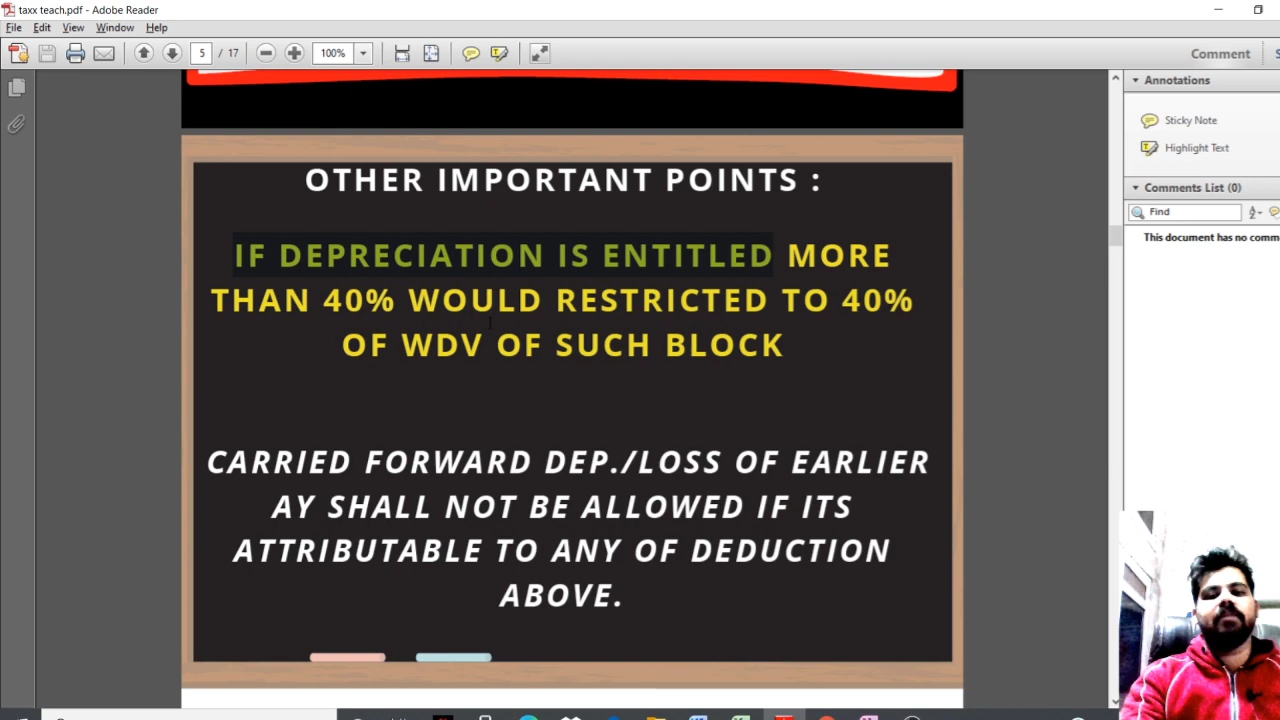 taxx teach.pdf - Adobe Reader
File Edit View Window Help
5 / 17 100% Comment
OTHER IMPORTANT POINTS :
IF DEPRECIATION IS ENTITLED MORE
THAN 40% WOULD RESTRICTED TO 40%
OF WDV OF SUCH BLOCK
CARRIED FORWARD DEP./LOSS OF EARLIER
AY SHALL NOT BE ALLOWED IF ITS
ATTRIBUTABLE TO ANY OF DEDUCTION
ABOVE.
Annotations
Sticky Note
Highlight Text
Comments List (0)
Find
This document has no comm